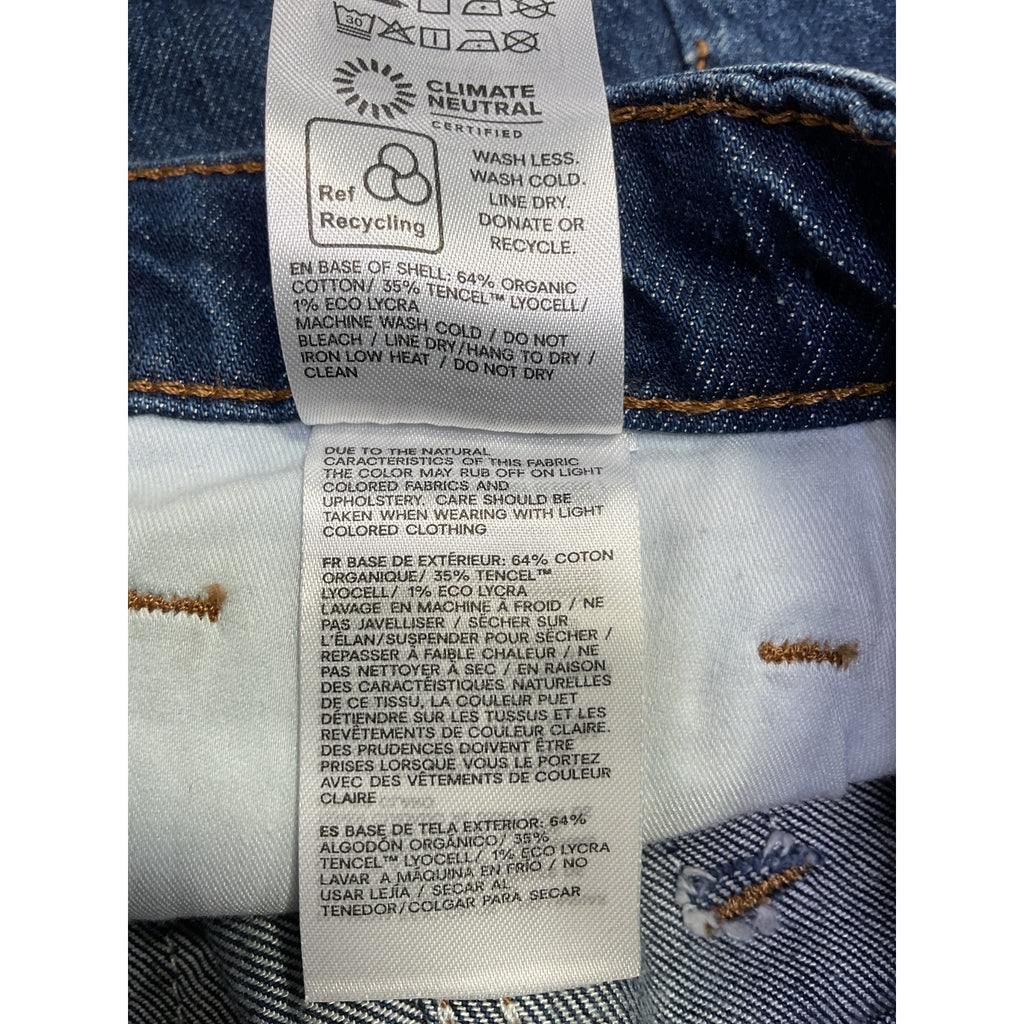 30
CLIMATE
NEUTRAL
CERTIFIED
Ref
Recycling
WASH LESS.
WASH COLD.
LINE DRY.
DONATE OR
RECYCLE.
EN BASE OF SHELL: 64% ORGANIC
COTTON/ 35% TENCEL™ LYOCELL/
1% ECO LYCRA
MACHINE WASH COLD / DO NOT
BLEACH / LINE DRY/HANG TO DRY /
IRON LOW HEAT / DO NOT DRY
CLEAN
DUE TO THE NATURAL
CARACTERISTICS OF THIS FABRIC
THE COLOR MAY RUB OFF ON LIGHT
COLORED FABRICS AND
UPHOLSTERY. CARE SHOULD BE
TAKEN WHEN WEARING WITH LIGHT
COLORED CLOTHING
FR BASE DE EXTÉRIEUR: 64% COTON
ORGANIQUE/ 35% TENCEL™
LYOCELL/ 1% ECO LYCRA
LAVAGE EN MACHINE À FROID / NE
PAS JAVELLISER / SÉCHER SUR
L'ÉLAN/SUSPENDER POUR SÉCHER /
REPASSER À FAIBLE CHALEUR / NE
PAS NETTOYER À SEC / EN RAISON
DES CARACTÉISTIQUES NATURELLES
DE CE TISSU, LA COULEUR PUET
DÉTIENDRE SUR LES TUSSUS ET LES
REVÊTEMENTS DE COULEUR CLAIRE.
DES PRUDENCES DOIVENT ÊTRE
PRISES LORSQUE VOUS LE PORTEZ
AVEC DES VÊTEMENTS DE COULEUR
CLAIRE
ES BASE DE TELA EXTERIOR: 64%
ALGODÓN ORGÁNICO/ 35%
TENCEL™ LYOCELL/ 1% ECO LYCRA
LAVAR A MÁQUINA EN FRÍO / NO
USAR LEJÍA / SECAR AL
TENEDOR/COLGAR PARA SECAR